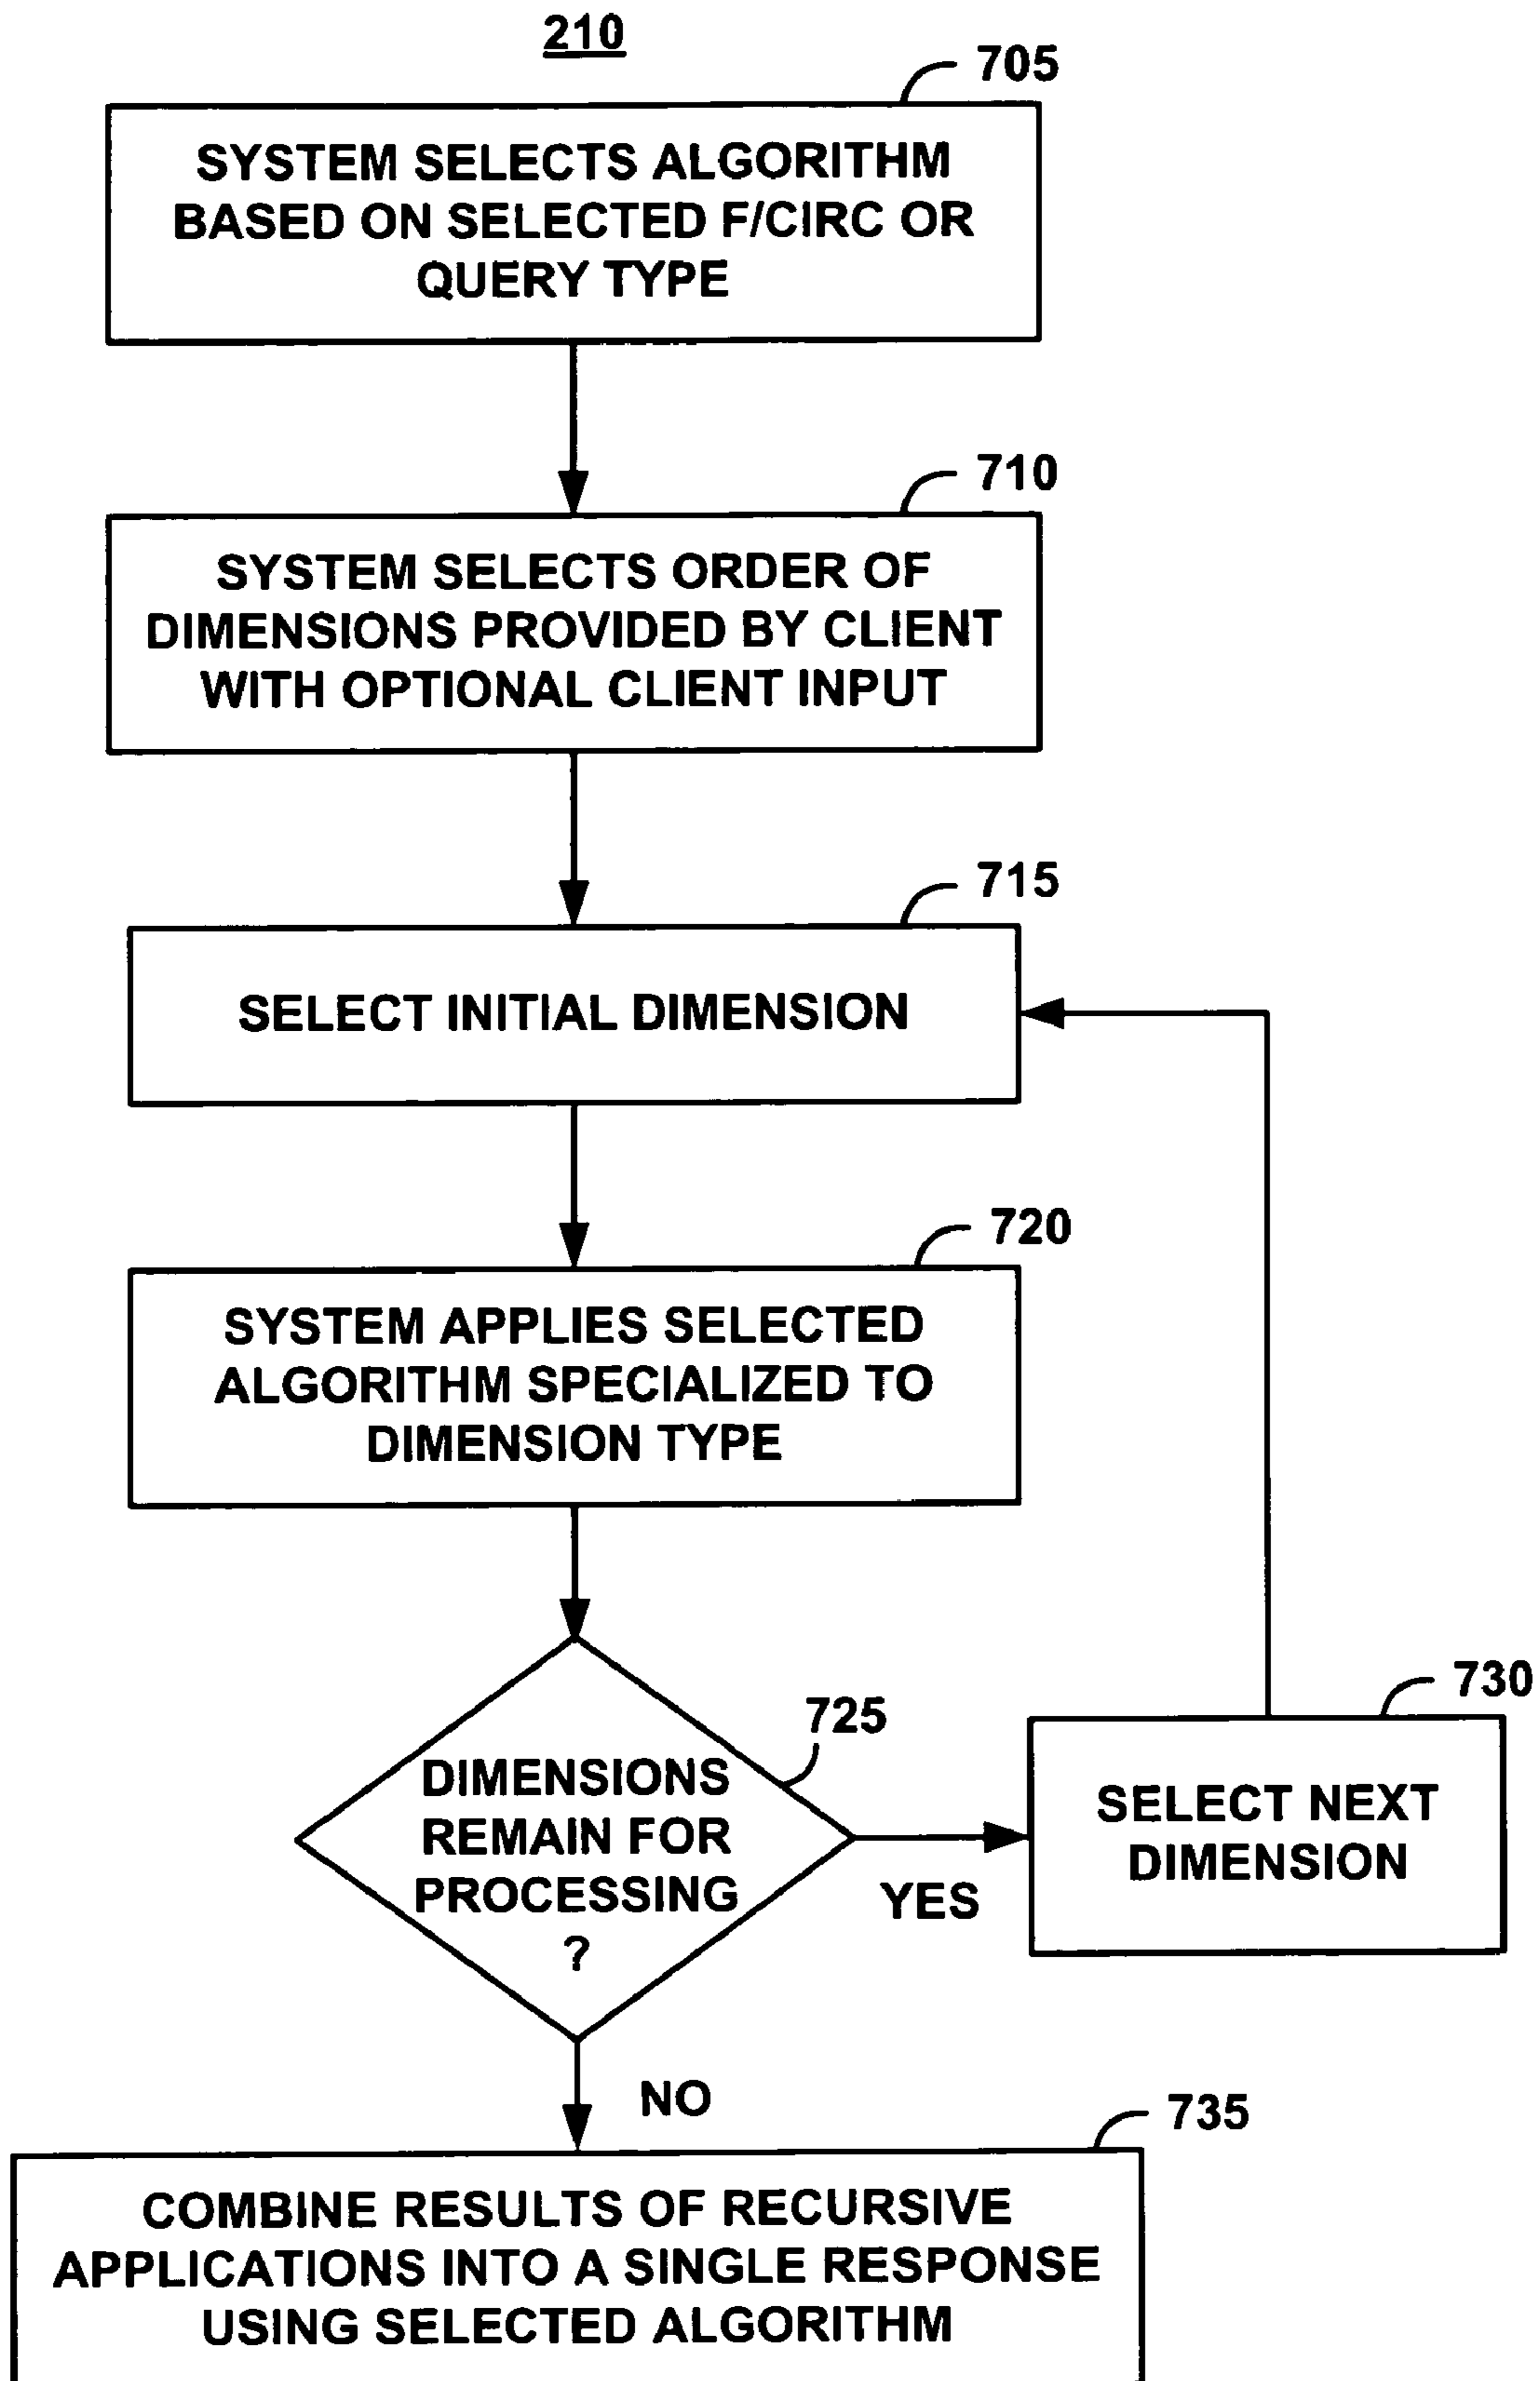 210
705
SYSTEM SELECTS ALGORITHM
BASED ON SELECTED F/CIRC OR
QUERY TYPE
710
SYSTEM SELECTS ORDER OF
DIMENSIONS PROVIDED BY CLIENT
WITH OPTIONAL CLIENT INPUT
715
SELECT INITIAL DIMENSION
720
SYSTEM APPLIES SELECTED
ALGORITHM SPECIALIZED TO
DIMENSION TYPE
725
DIMENSIONS
REMAIN FOR
PROCESSING
?
YES
730
SELECT NEXT
DIMENSION
NO
735
COMBINE RESULTS OF RECURSIVE
APPLICATIONS INTO A SINGLE RESPONSE
USING SELECTED ALGORITHM